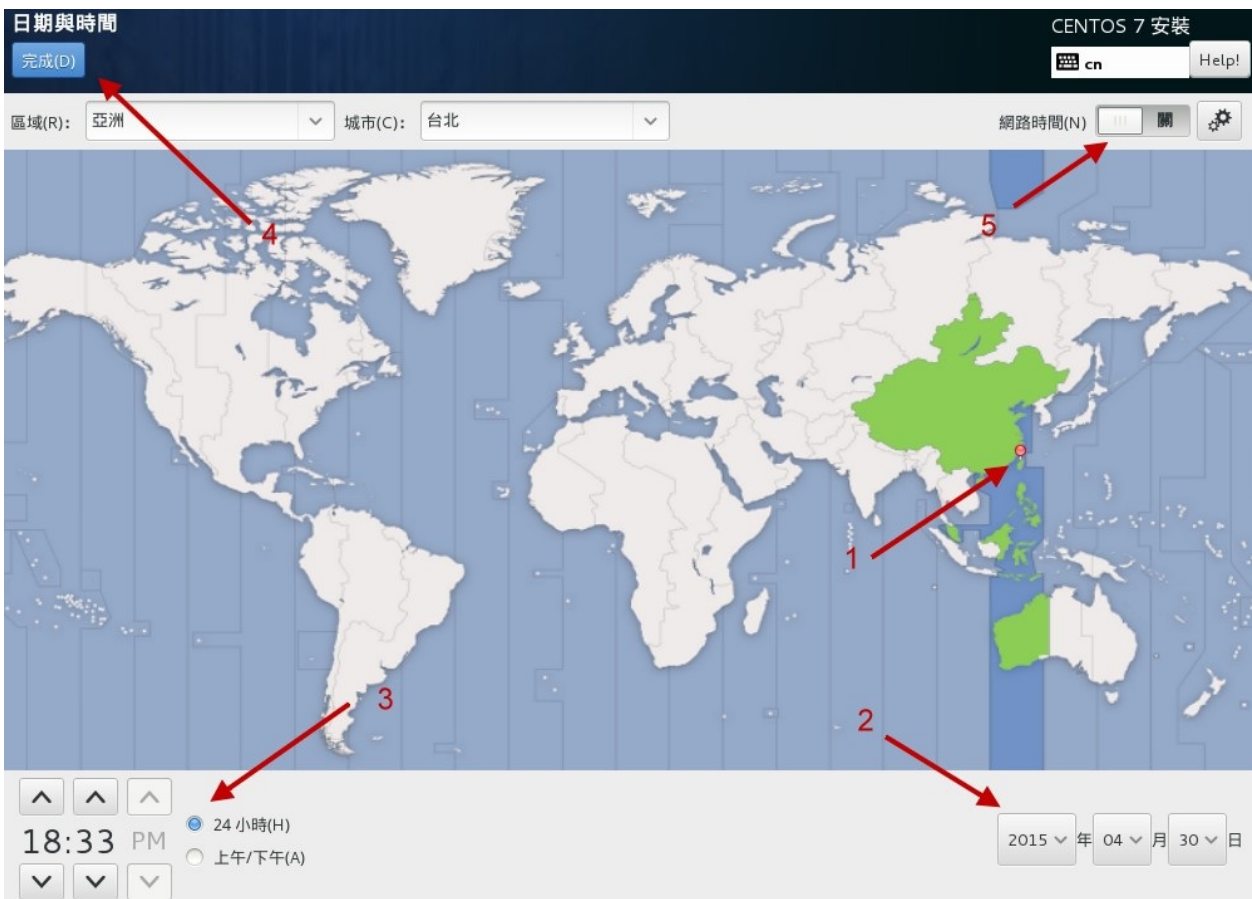 日期與時間
CENTOS 7 安裝
完成(D)
cn
Help!
區域(R):
亞洲
城市(C):
台北
網路時間(N)
關
4
5
1
3
2
18:33 PM
24 小時(H)
上午/下午(A)
2015 年 04 月 30 日